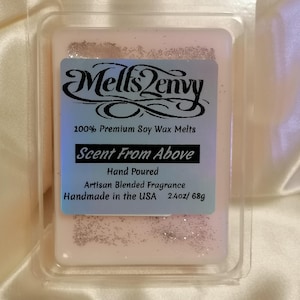 Mells2envy
100% Premium Soy Wax Melts
Scent From Above
Hand Poured
Artisan Blended Fragrance
Handmade in the USA 2.4oz/ 68g